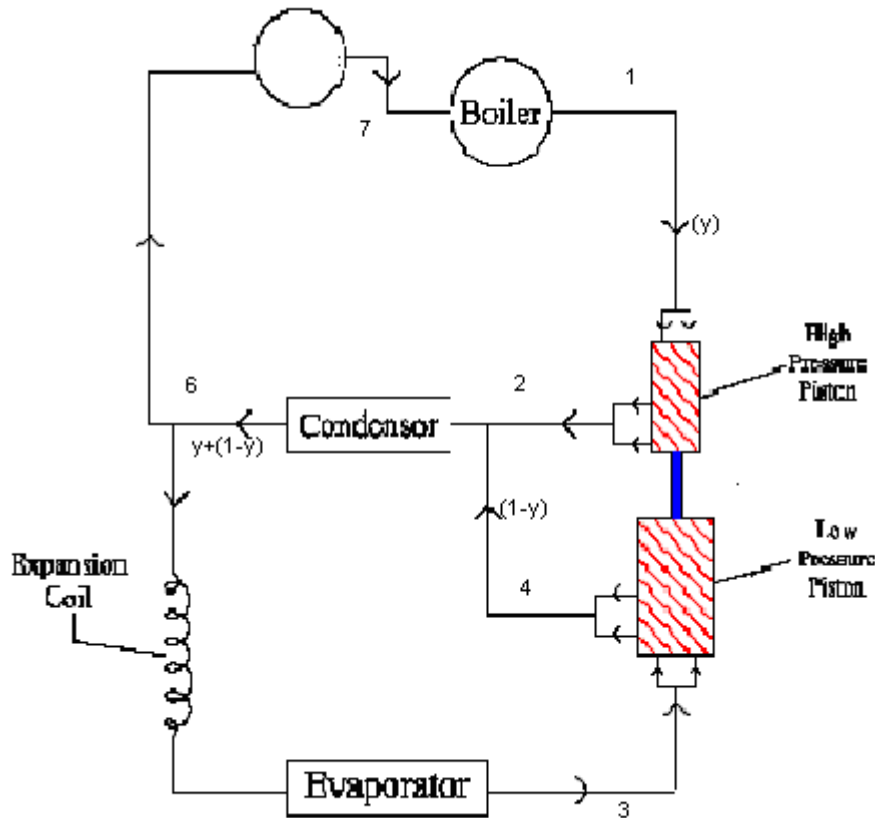 1
Boiler
7
(y)
High
Pressure
Piston
6
2
Condensor
y+(1-y)
(1-y)
Low
Pressure
Piston
Expansion
Coil
4
Evaporator
3